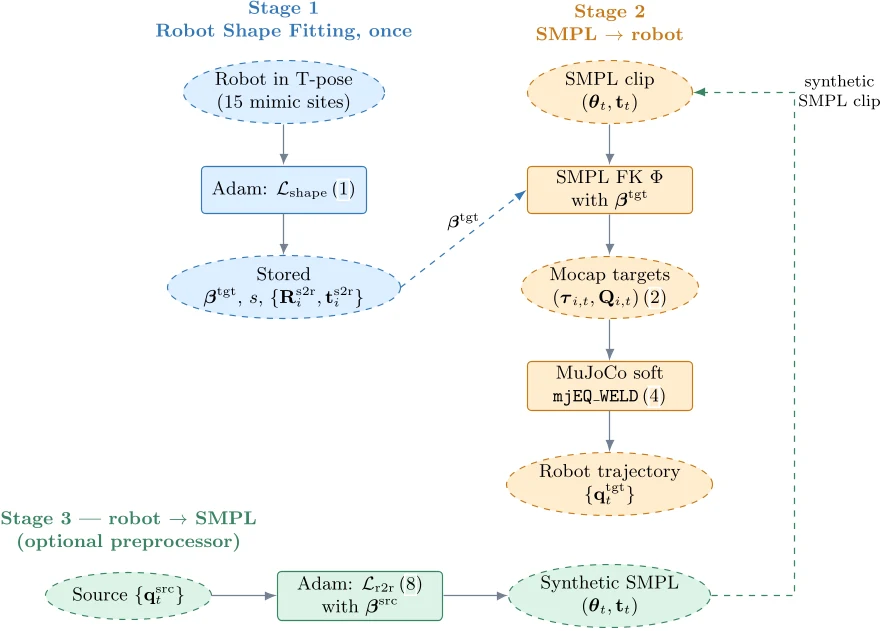 Stage 1
Robot Shape Fitting, once
Robot in T-pose
(15 mimic sites)
Adam: ℒ_shape (1)
Stored
β^tgt, s, {R_i^s2r, t_i^s2r}
β^tgt
Stage 2
SMPL → robot
SMPL clip
(θ_t, t_t)
synthetic
SMPL clip
SMPL FK Φ
with β^tgt
Mocap targets
(τ_i,t, Q_i,t) (2)
MuJoCo soft
mjEQ_WELD (4)
Robot trajectory
{q_t^tgt}
Stage 3 — robot → SMPL
(optional preprocessor)
Source {q_t^src}
Adam: ℒ_r2r (8)
with β^src
Synthetic SMPL
(θ_t, t_t)